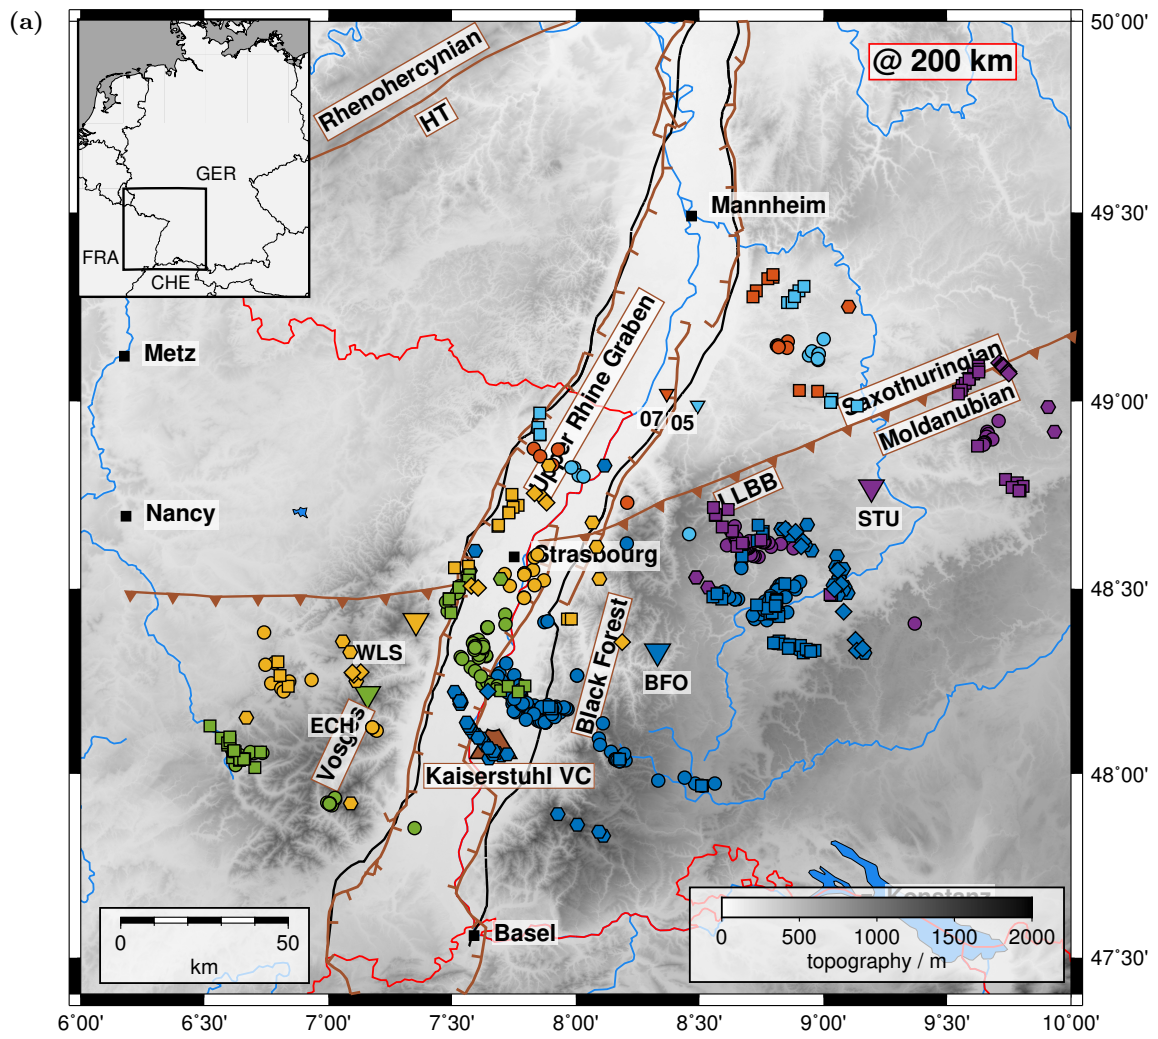 (a)
@ 200 km
Rhenohercynian
HT
GER
FRA
CHE
Mannheim
Metz
Upper Rhine Graben
Saxothuringian
Moldanubian
07
05
LLBB
STU
Nancy
Strasbourg
WLS
Black Forest
BFO
ECH
Vosges
Kaiserstuhl VC
Konstanz
Basel
0 50
km
0 500 1000 1500 2000
topography / m
50°00'
49°30'
49°00'
48°30'
48°00'
47°30'
6°00' 6°30' 7°00' 7°30' 8°00' 8°30' 9°00' 9°30' 10°00'